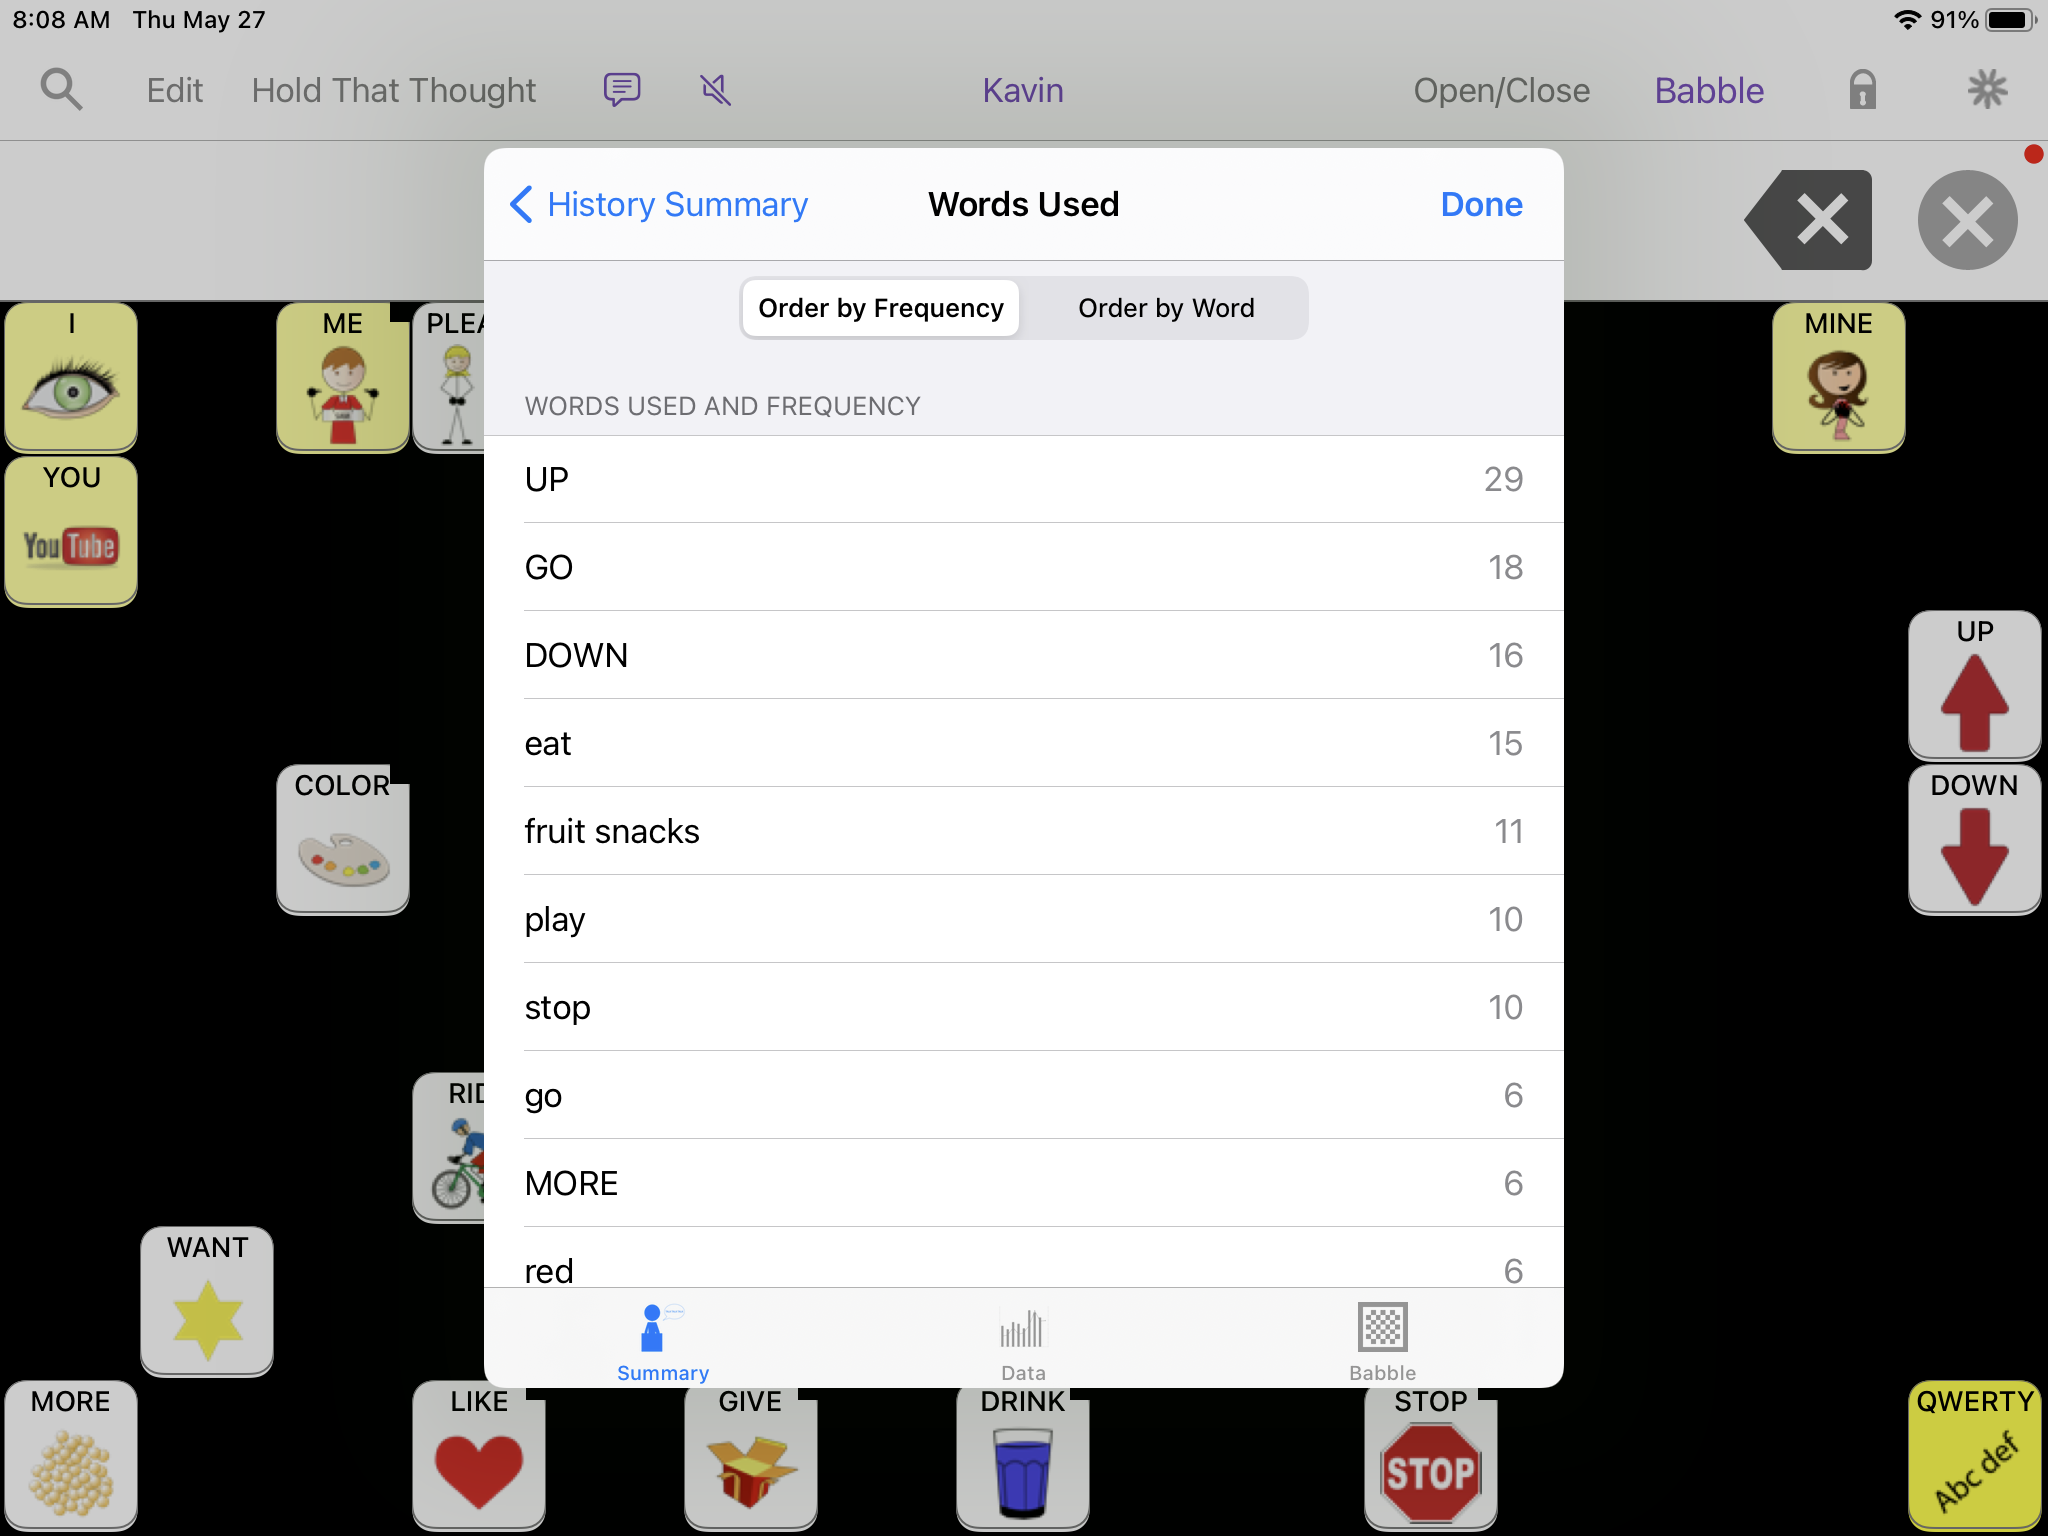 8:08 AM Thu May 27 91%
Edit Hold That Thought Kavin Open/Close Babble
History Summary Words Used Done
Order by Frequency Order by Word
WORDS USED AND FREQUENCY
UP 29
GO 18
DOWN 16
eat 15
fruit snacks 11
play 10
stop 10
go 6
MORE 6
red 6
Summary Data Babble
I ME PLEA MINE
YOU
You Tube
UP
COLOR DOWN
RID
WANT
MORE LIKE GIVE DRINK STOP QWERTY
STOP Abc def